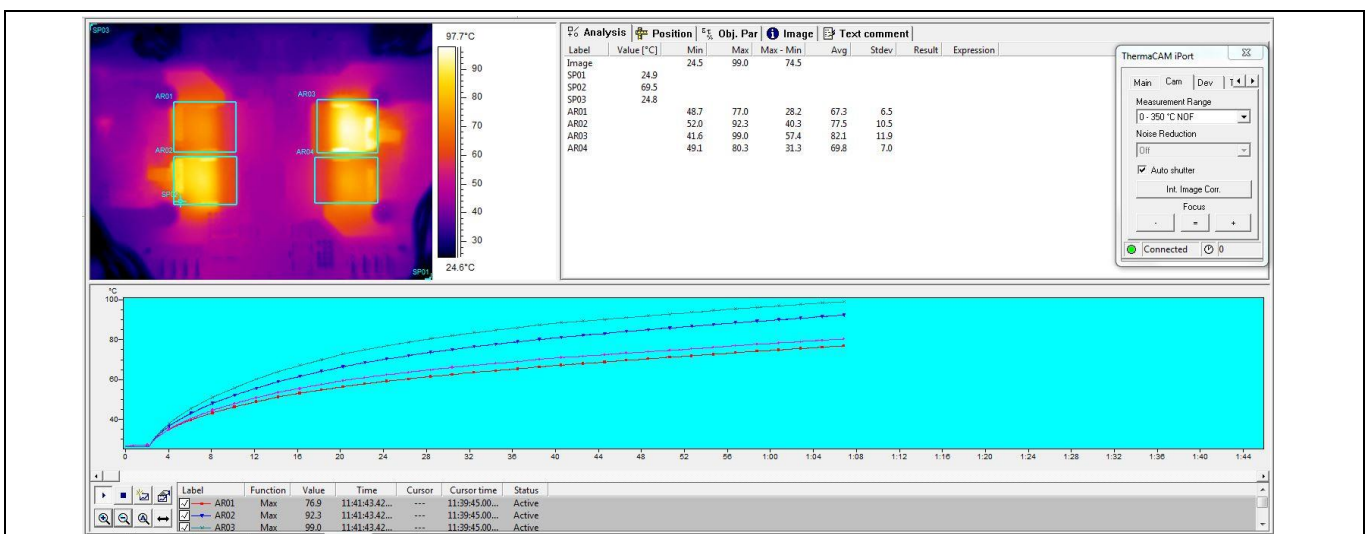 SP03
AR01
AR03
AR02
AR04
SP01
97.7°C
90
80
70
60
50
40
30
24.6°C
Analysis Position Obj. Par Image Text comment
Label Value [°C] Min Max Max - Min Avg Stdev Result Expression
Image 24.5 99.0 74.5
SP01 24.9
SP02 69.5
SP03 24.8
AR01 48.7 77.0 28.2 67.3 6.5
AR02 52.0 92.3 40.3 77.5 10.5
AR03 41.6 99.0 57.4 82.1 11.9
AR04 49.1 80.3 31.3 69.8 7.0
ThermaCAM iPort
Main Cam Dev
Measurement Range
0 - 350 °C NOF
Noise Reduction
Off
Auto shutter
Int. Image Corr.
Focus
- = +
Connected 0
°C
100
80
60
40
0 4 8 12 16 20 24 28 32 36 40 44 48 52 56 1:00 1:04 1:08 1:12 1:16 1:20 1:24 1:28 1:32 1:36 1:40 1:44
Label Function Value Time Cursor Cursor time Status
AR01 Max 76.9 11:41:43.42... --- 11:39:45.00... Active
AR02 Max 92.3 11:41:43.42... --- 11:39:45.00... Active
AR03 Max 99.0 11:41:43.42... --- 11:39:45.00... Active